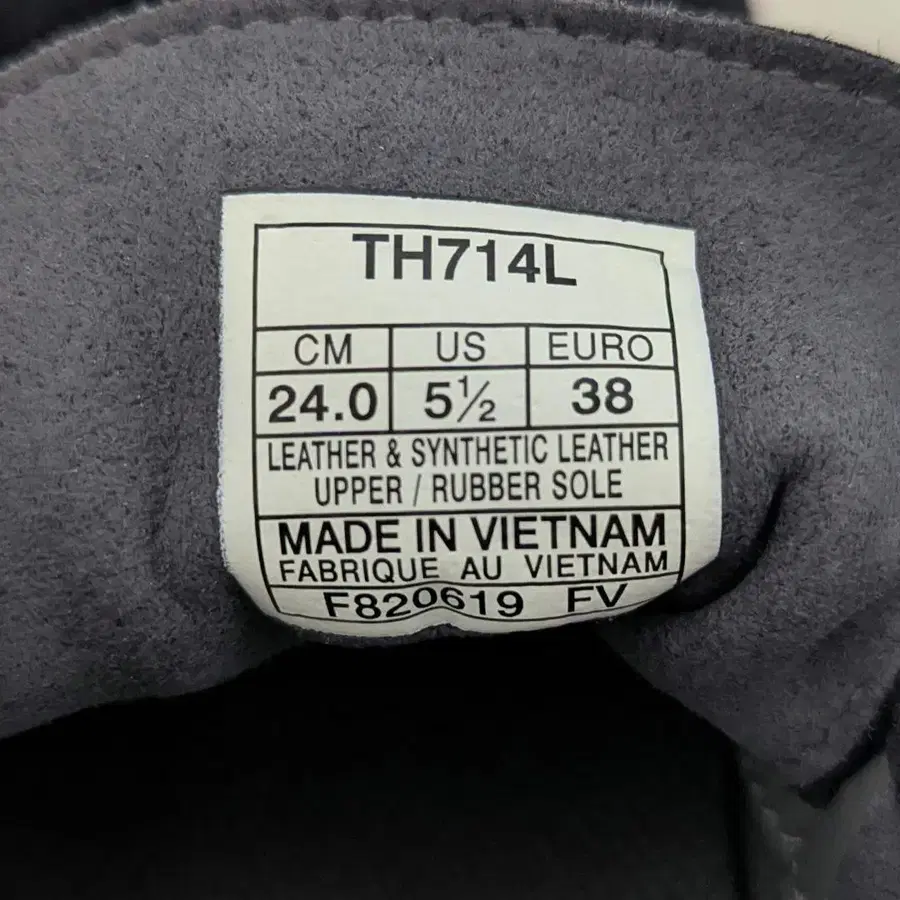 TH714L
CM US EURO
24.0 5½ 38
LEATHER & SYNTHETIC LEATHER
UPPER / RUBBER SOLE
MADE IN VIETNAM
FABRIQUE AU VIETNAM
F820619 FV